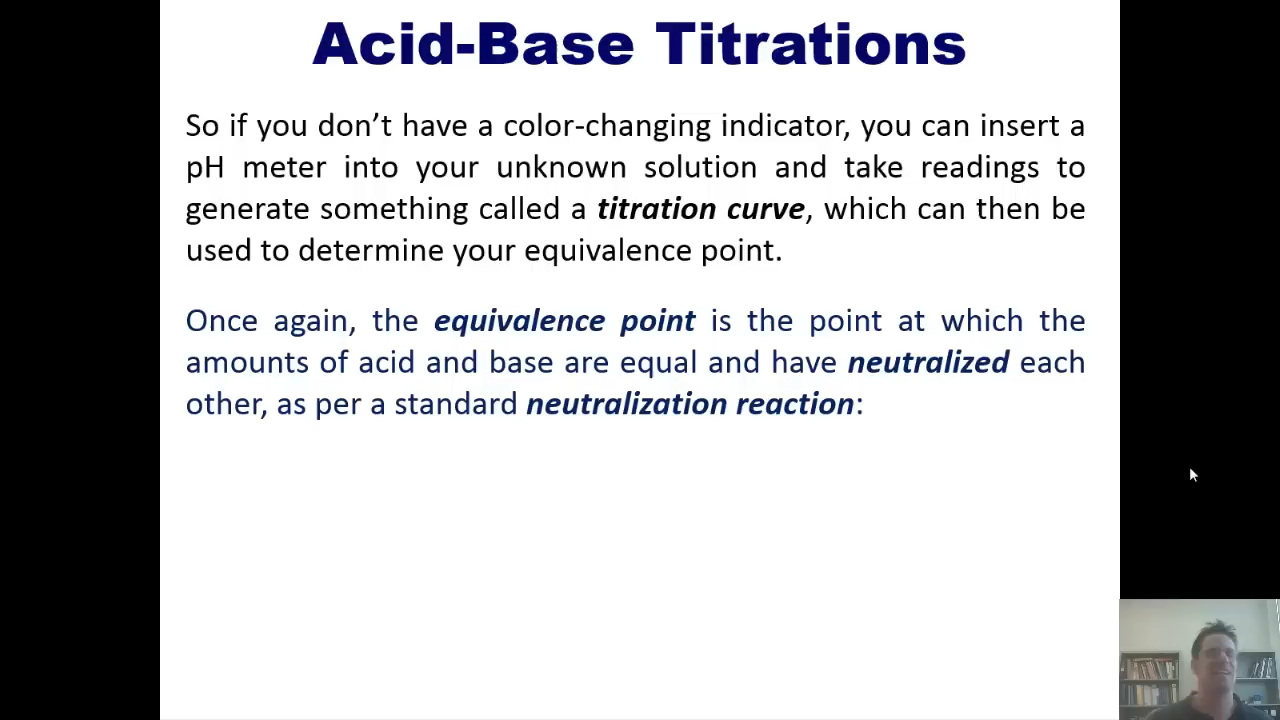 Acid-Base Titrations
So if you don’t have a color-changing indicator, you can insert a
pH meter into your unknown solution and take readings to
generate something called a titration curve, which can then be
used to determine your equivalence point.
Once again, the equivalence point is the point at which the
amounts of acid and base are equal and have neutralized each
other, as per a standard neutralization reaction: